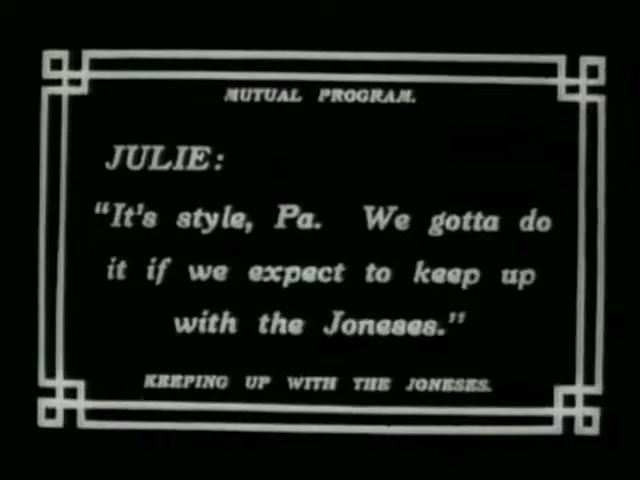 MUTUAL PROGRAM.
JULIE:
"It's style, Pa. We gotta do
it if we expect to keep up
with the Joneses."
KEEPING UP WITH THE JONESES.